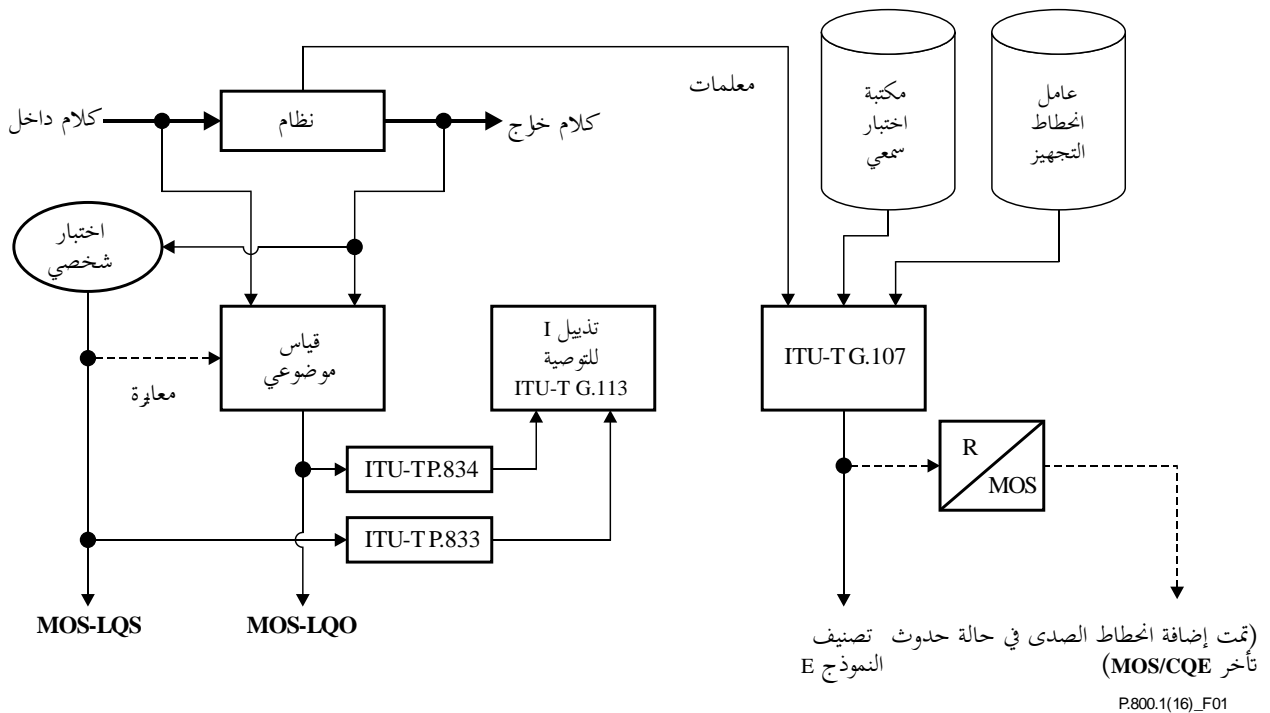 معلمات
مكتبة
اختبار
سمعي
عامل
انحطاط
التجهيز
كلام داخل
نظام
كلام خارج
اختبار
شخصي
قياس
موضوعي
تذييل I
للتوصية
ITU-T G.113
ITU-T G.107
معايرة
R
MOS
ITU-T P.834
ITU-T P.833
MOS-LQS
MOS-LQO
تصنيف
النموذج E
(تمت إضافة انحطاط الصدى في حالة حدوث
تأخر MOS/CQE)
P.800.1(16)_F01